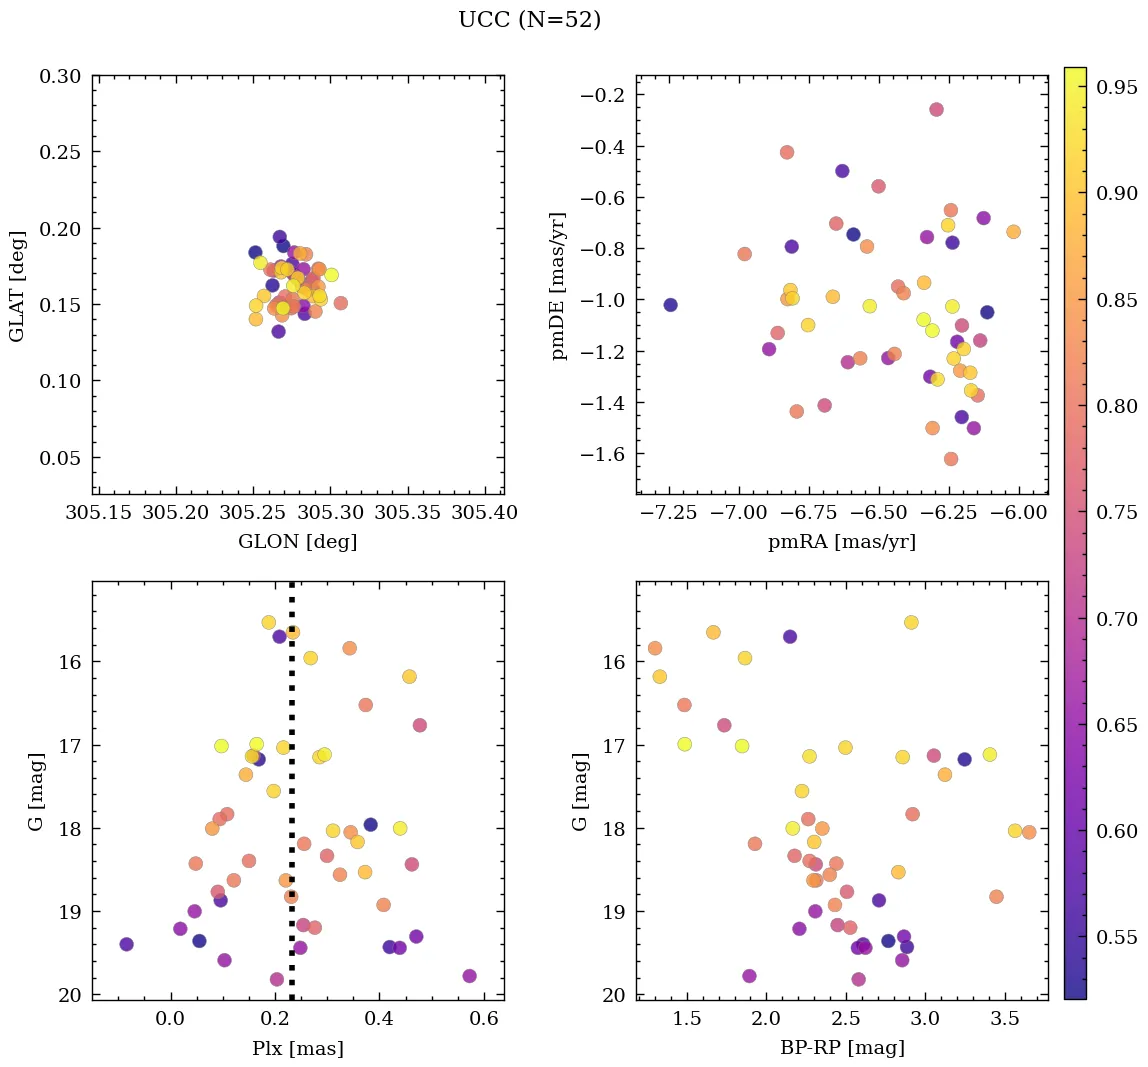 UCC (N=52)
0.30
0.25
0.20
0.15
0.10
0.05
GLAT [deg]
305.15 305.20 305.25 305.30 305.35 305.40
GLON [deg]
−0.2
−0.4
−0.6
−0.8
−1.0
−1.2
−1.4
−1.6
pmDE [mas/yr]
−7.25 −7.00 −6.75 −6.50 −6.25 −6.00
pmRA [mas/yr]
0.95
0.90
0.85
0.80
0.75
0.70
0.65
0.60
0.55
16
17
18
19
20
G [mag]
0.0 0.2 0.4 0.6
Plx [mas]
16
17
18
19
20
G [mag]
1.5 2.0 2.5 3.0 3.5
BP-RP [mag]